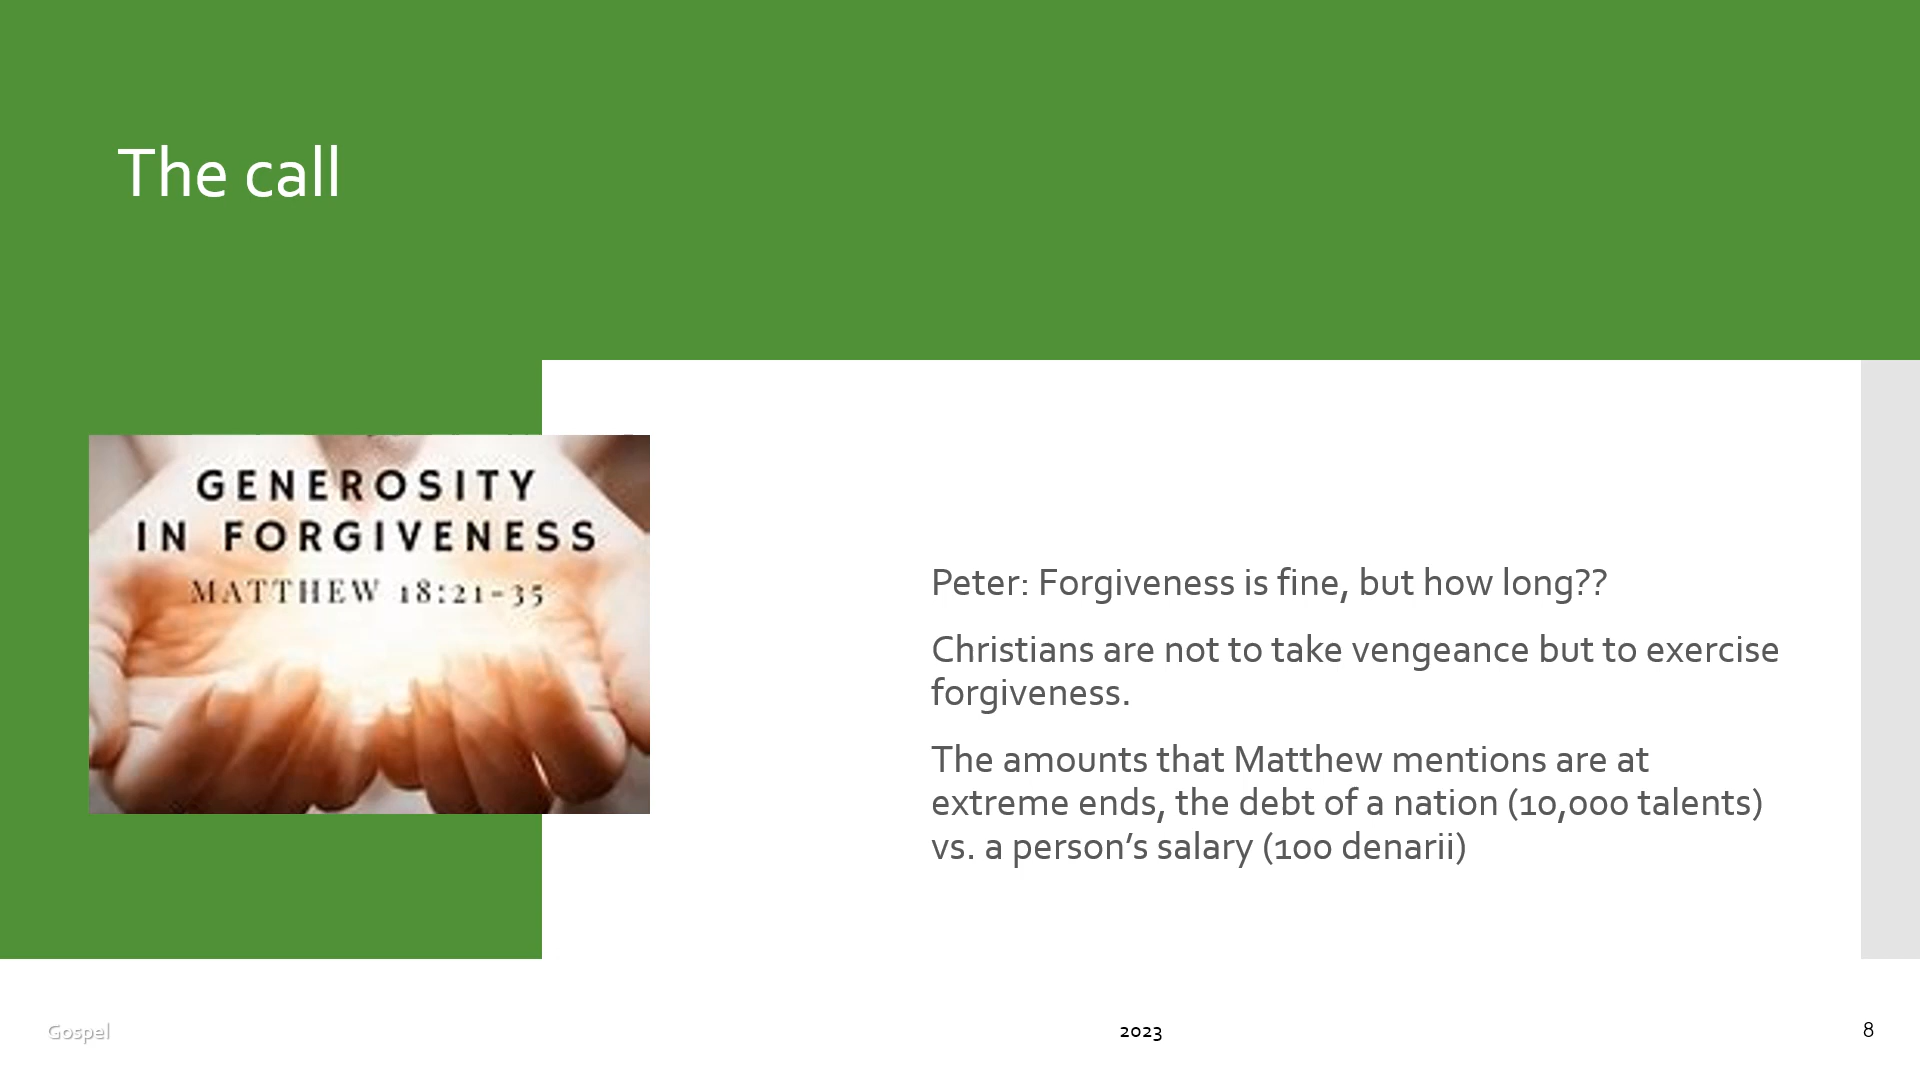 The call
GENEROSITY
IN FORGIVENESS
MATTHEW 18:21-35
Peter: Forgiveness is fine, but how long??
Christians are not to take vengeance but to exercise
forgiveness.
The amounts that Matthew mentions are at
extreme ends, the debt of a nation (10,000 talents)
vs. a person’s salary (100 denarii)
Gospel
2023
8